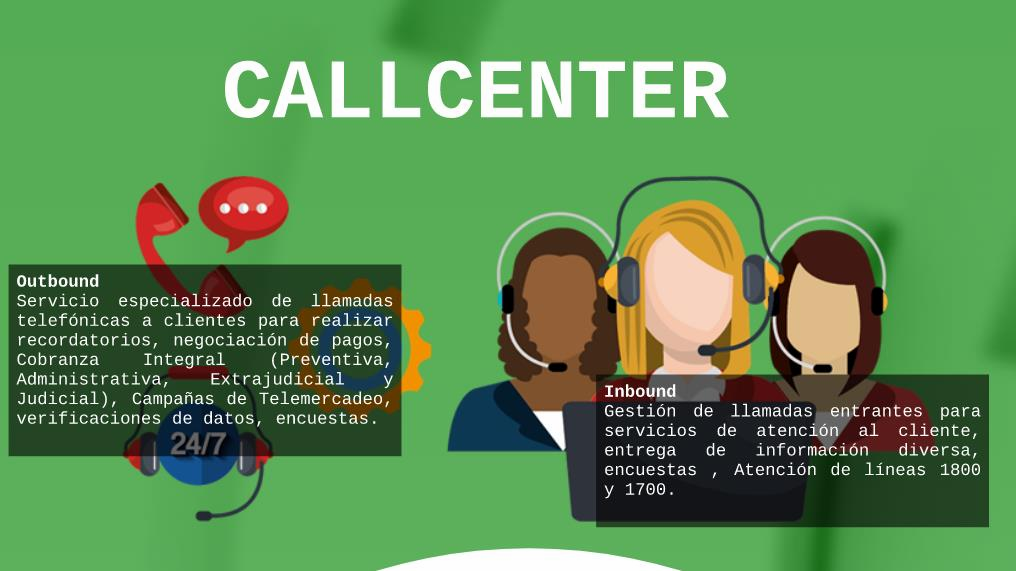 CALLCENTER
Outbound
Servicio especializado de llamadas
telefónicas a clientes para realizar
recordatorios, negociación de pagos,
Cobranza Integral (Preventiva,
Administrativa, Extrajudicial y
Judicial), Campañas de Telemercadeo,
verificaciones de datos, encuestas.
24/7
Inbound
Gestión de llamadas entrantes para
servicios de atención al cliente,
entrega de información diversa,
encuestas , Atención de líneas 1800
y 1700.